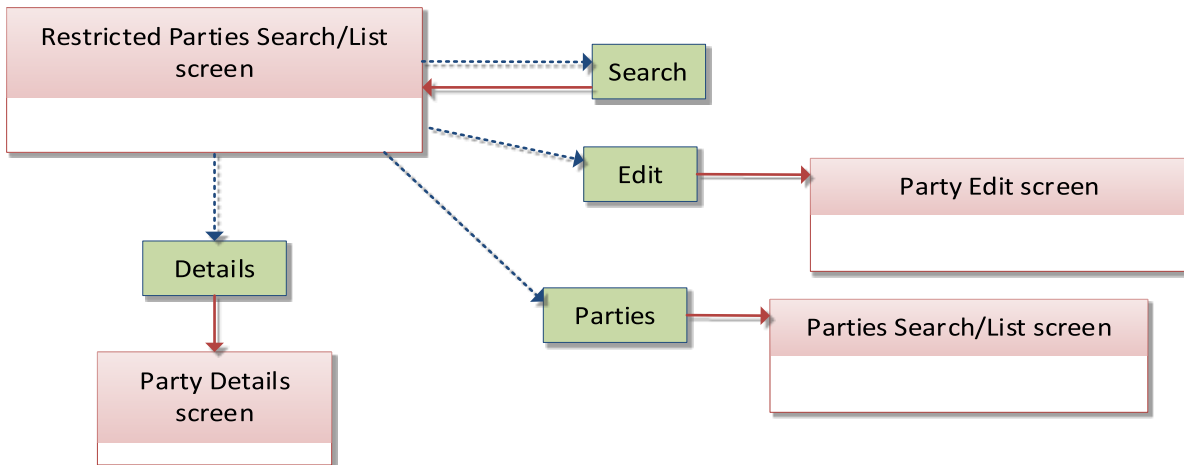 Restricted Parties Search/List
screen
Search
Edit
Party Edit screen
Details
Parties
Parties Search/List screen
Party Details
screen